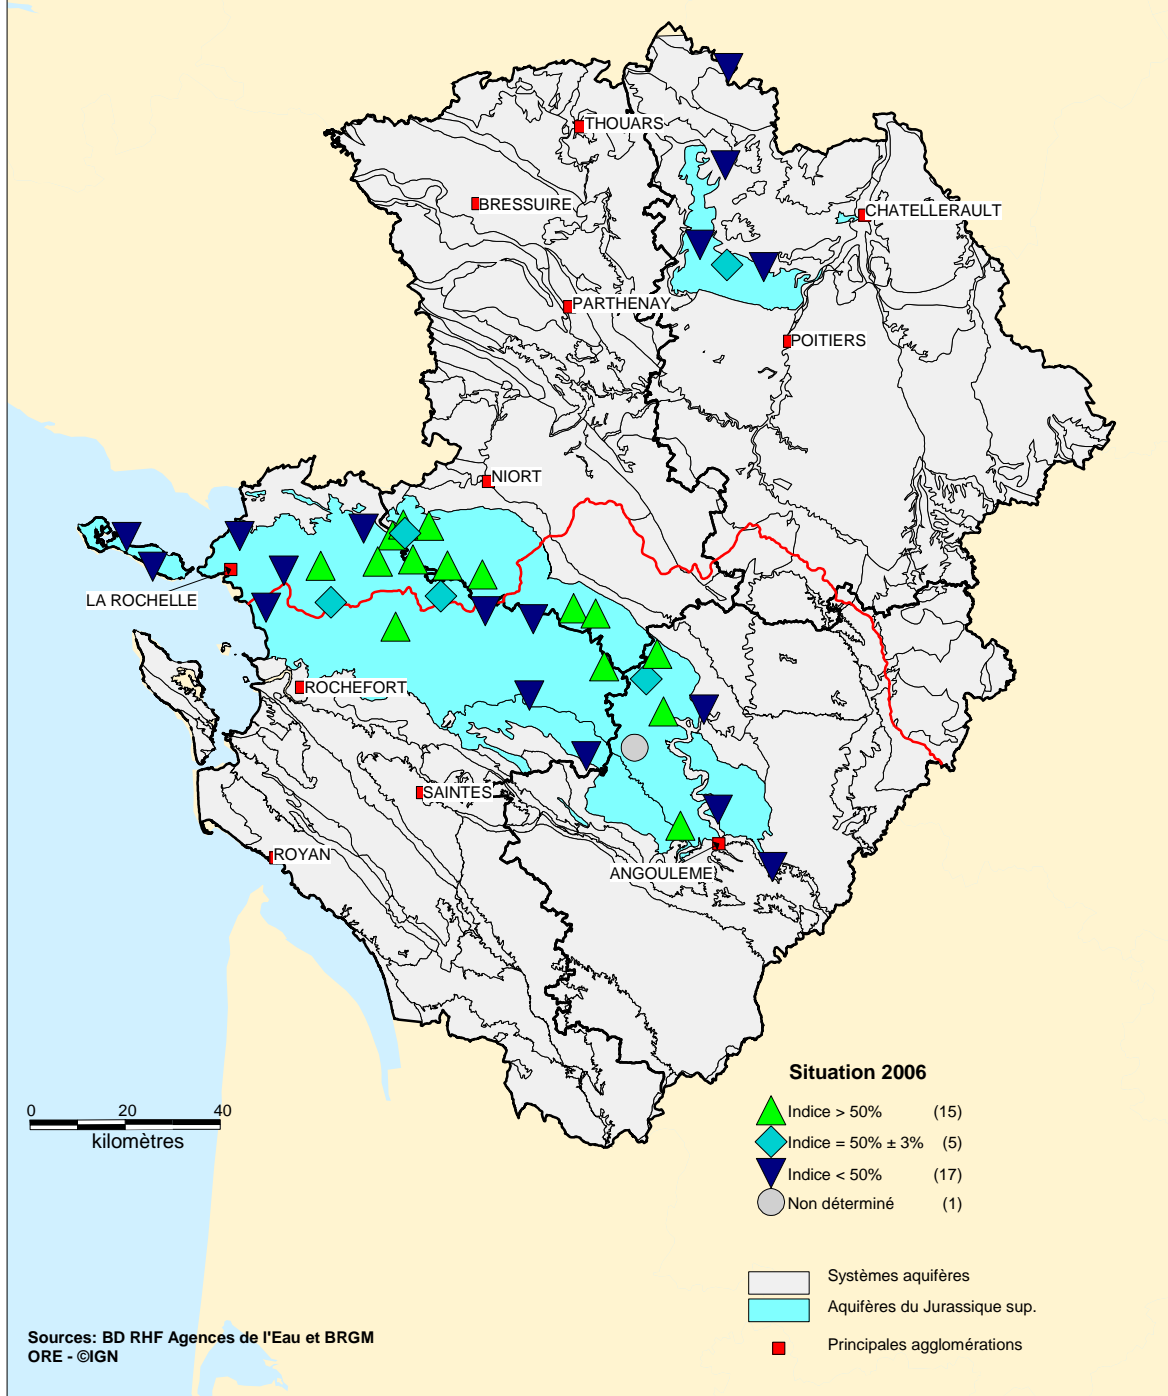 THOUARS
BRESSUIRE
CHATELLERAULT
PARTHENAY
POITIERS
NIORT
LA ROCHELLE
ROCHEFORT
SAINTES
ROYAN
ANGOULEME
Situation 2006
Indice > 50% (15)
Indice = 50% ± 3% (5)
Indice < 50% (17)
Non déterminé (1)
0 20 40
kilomètres
Systèmes aquifères
Aquifères du Jurassique sup.
Principales agglomérations
Sources: BD RHF Agences de l'Eau et BRGM
ORE - ©IGN